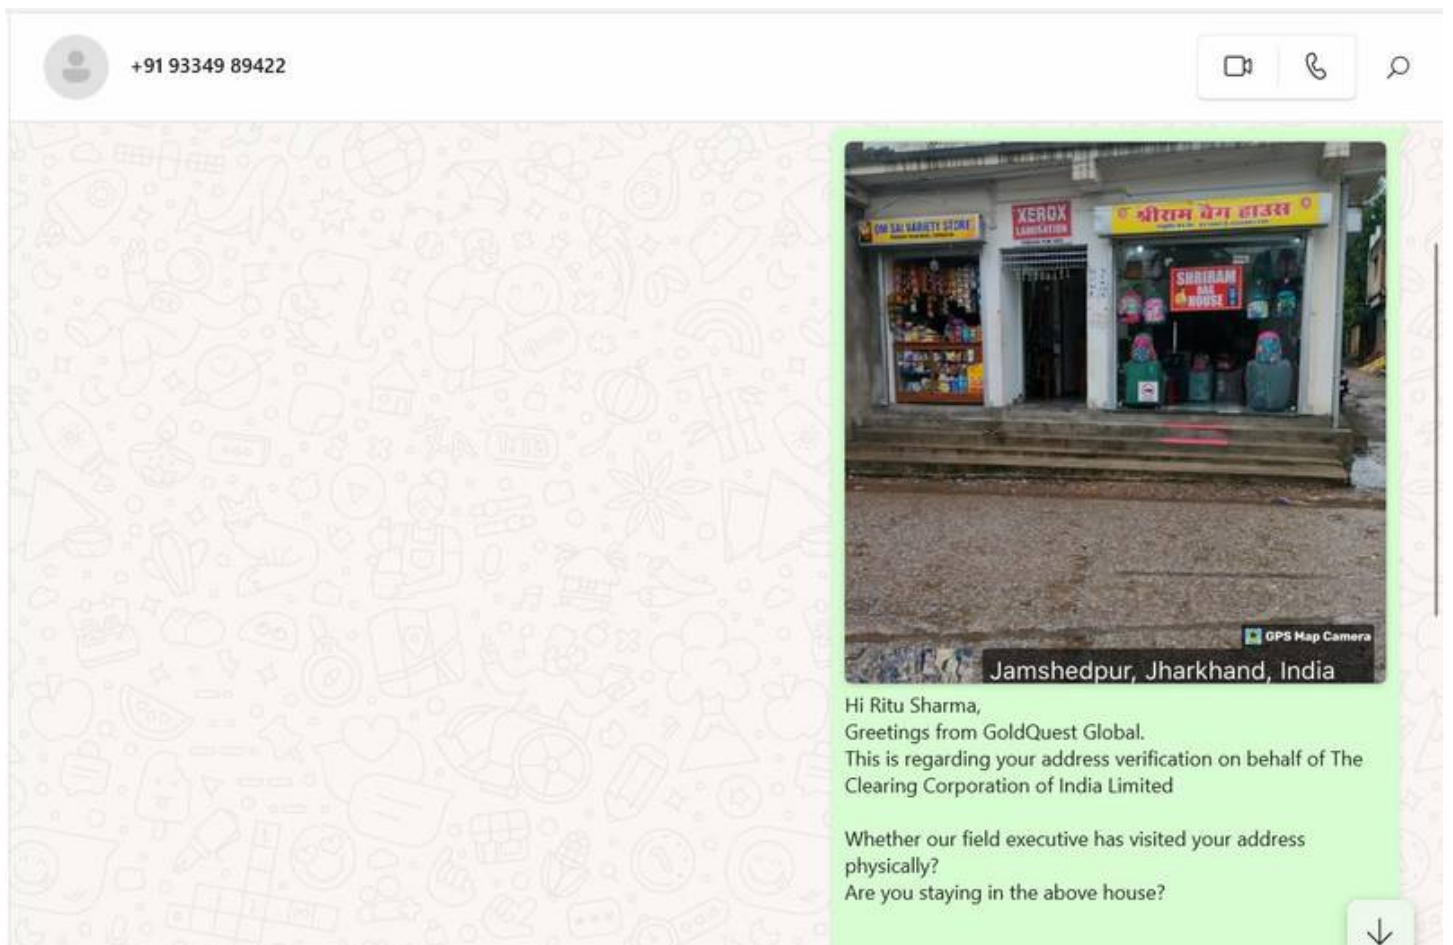 +91 93349 89422
OM SAI VARIETY STORE
XEROX
LAMINATION
श्रीराम बैग हाउस
SHRIRAM
BAG
HOUSE
GPS Map Camera
Jamshedpur, Jharkhand, India
Hi Ritu Sharma,
Greetings from GoldQuest Global.
This is regarding your address verification on behalf of The
Clearing Corporation of India Limited
Whether our field executive has visited your address
physically?
Are you staying in the above house?